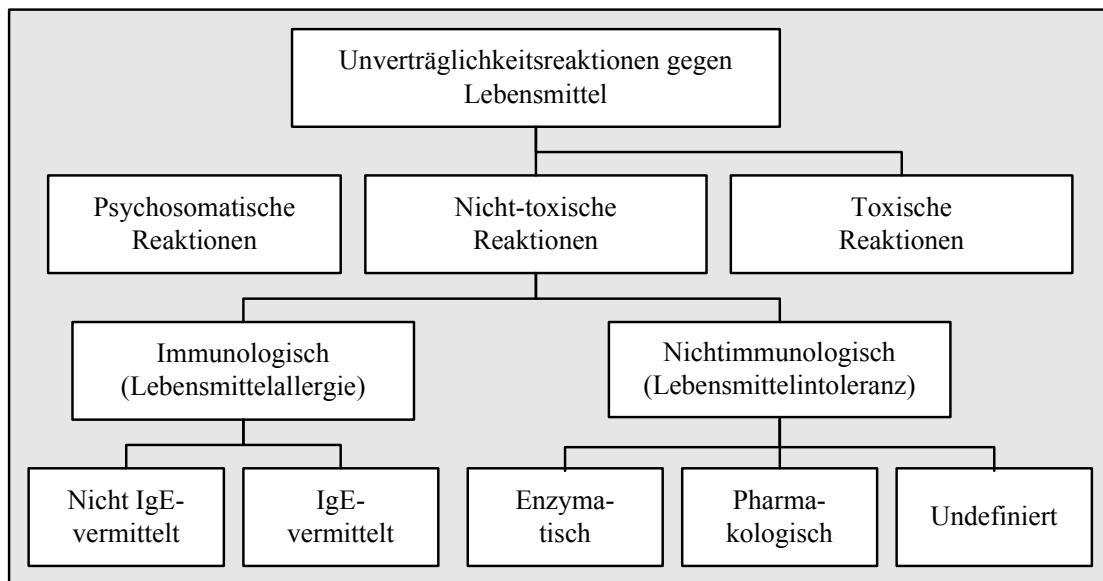 Unverträglichkeitsreaktionen gegen
Lebensmittel
Psychosomatische
Reaktionen
Nicht-toxische
Reaktionen
Toxische
Reaktionen
Immunologisch
(Lebensmittelallergie)
Nichtimmunologisch
(Lebensmittelintoleranz)
Nicht IgE-
vermittelt
IgE-
vermittelt
Enzyma-
tisch
Pharma-
kologisch
Undefiniert